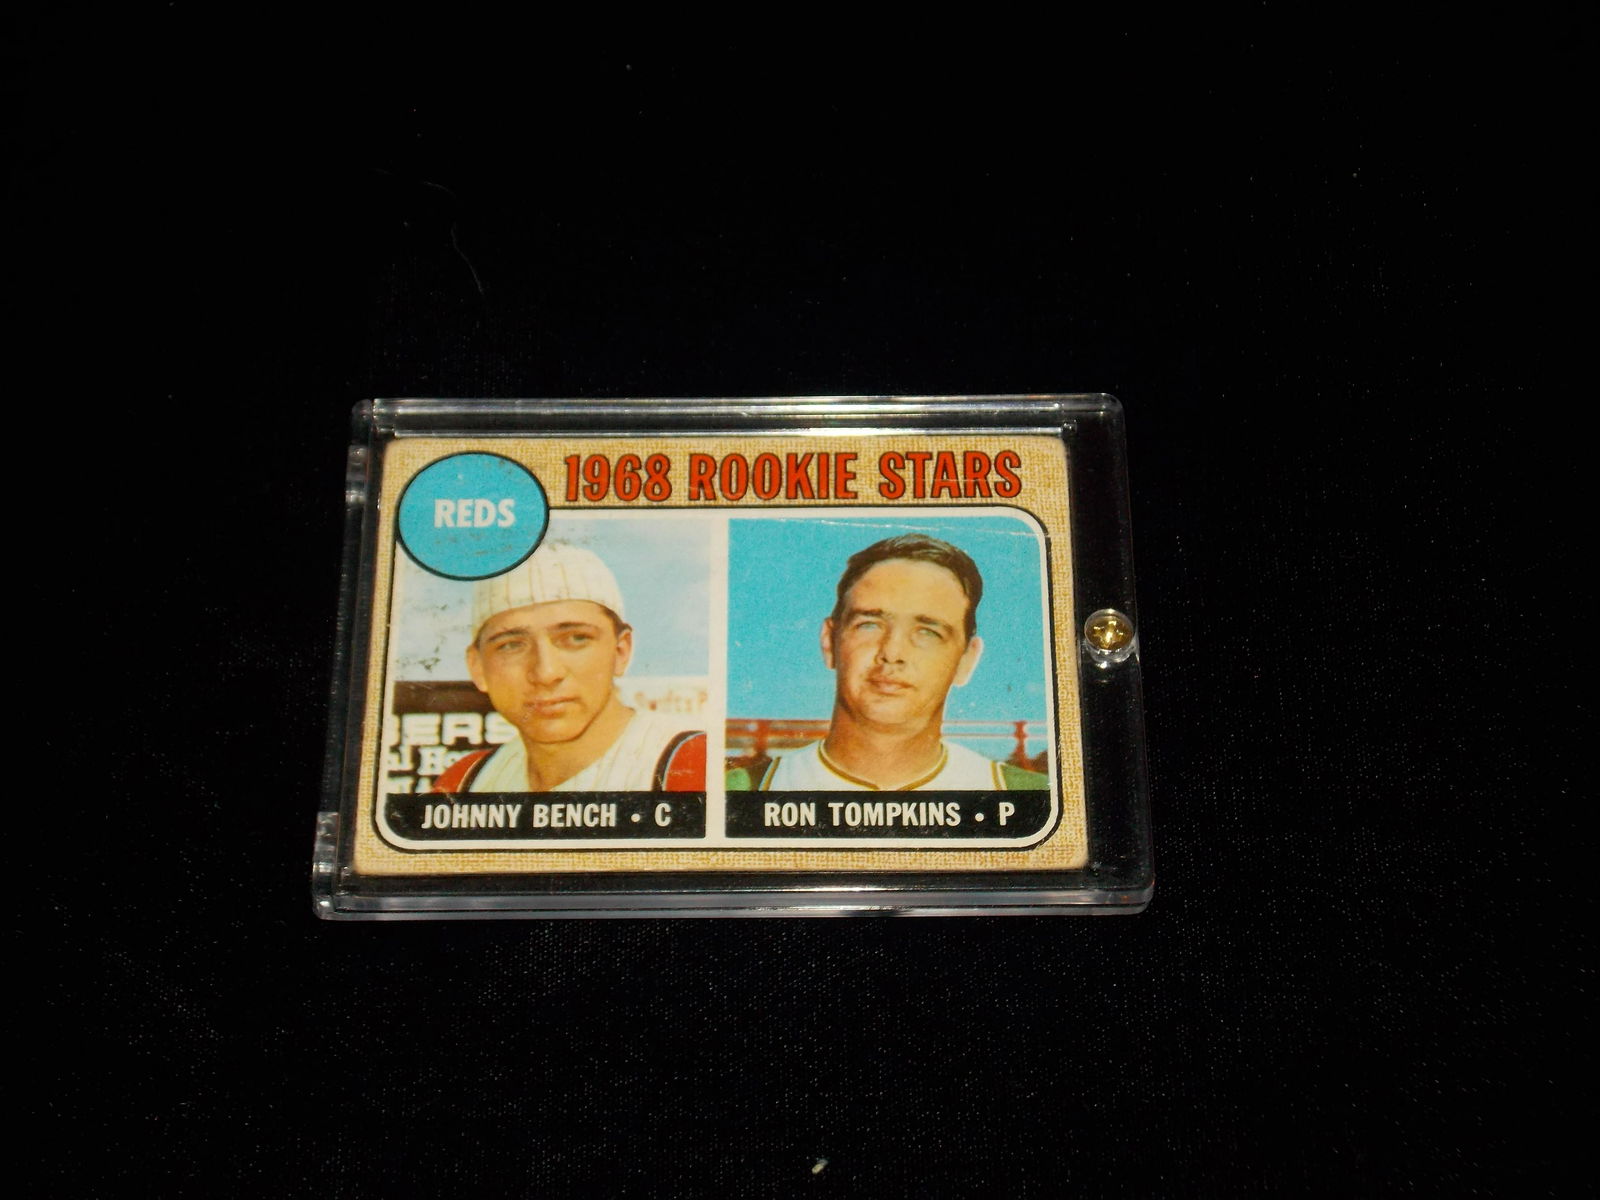 1968 ROOKIE STARS
REDS
JOHNNY BENCH • C
RON TOMPKINS • P